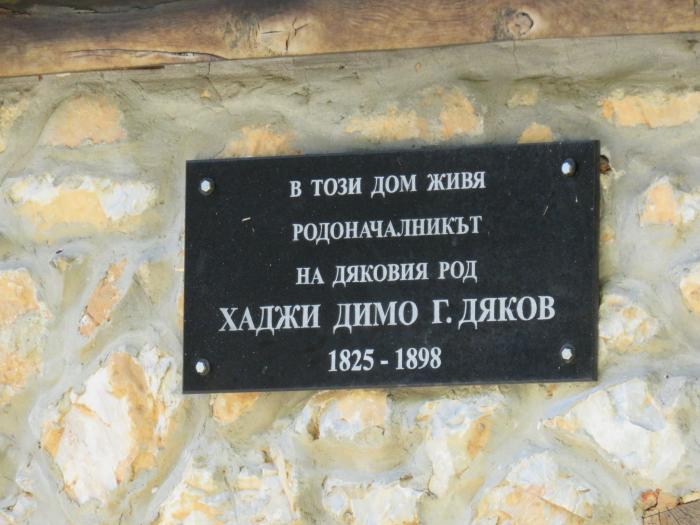 В ТОЗИ ДОМ ЖИВЯ
РОДОНАЧАЛНИКЪТ
НА ДЯКОВИЯ РОД
ХАДЖИ ДИМО Г. ДЯКОВ
1825 - 1898